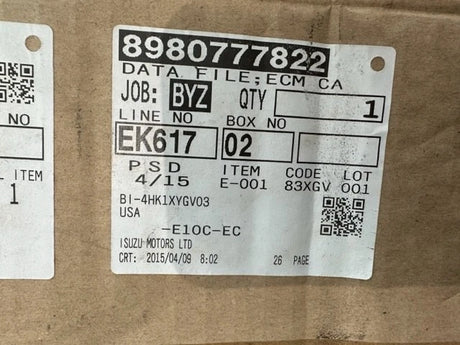 8980777822
DATA FILE;ECM CA
JOB: BYZ QTY 1
LINE NO BOX NO
EK617 02
PSD ITEM CODE LOT
4/15 E-001 83XGV 001
BI-4HK1XYGV03
USA
-E10C-EC
ISUZU MOTORS LTD
CRT: 2015/04/09 8:02 26 PAGE
NO
L ITEM
1